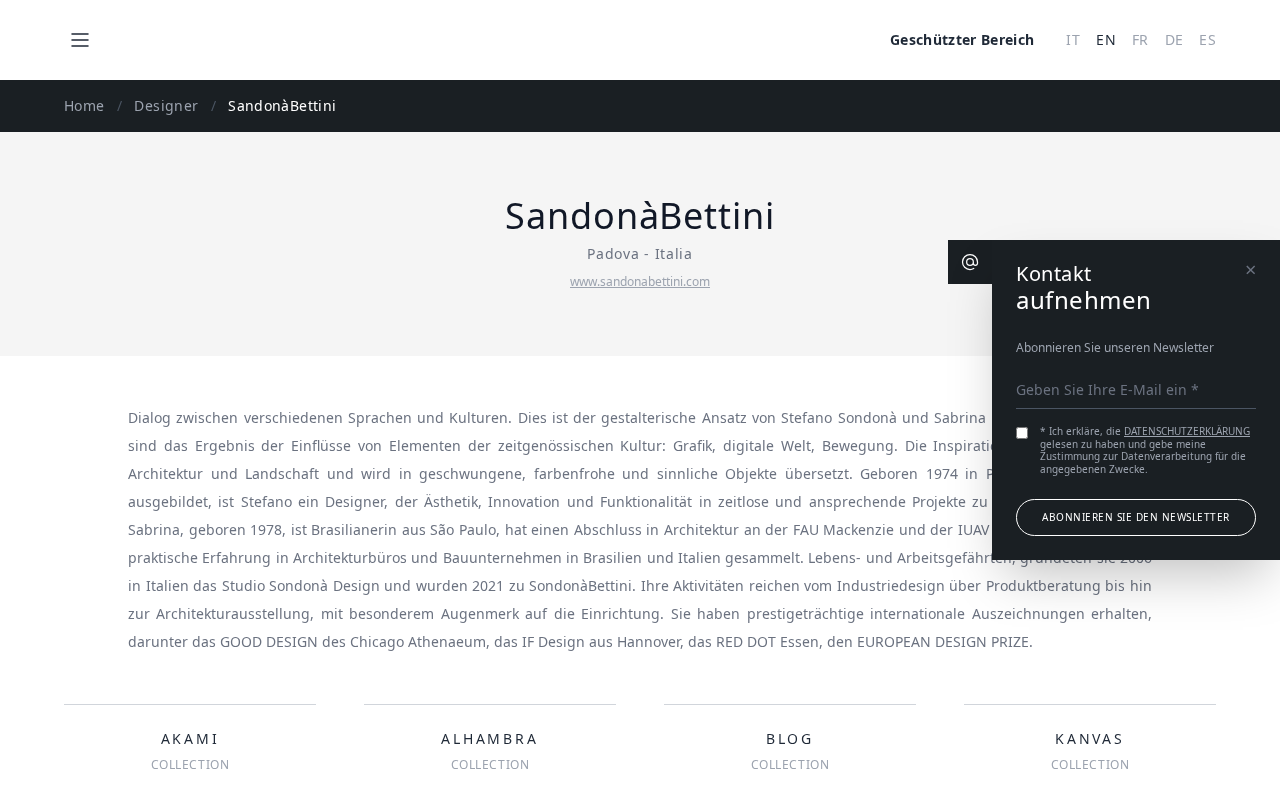 Geschützter Bereich
IT EN FR DE ES
Home / Designer / SandonàBettini
SandonàBettini
Padova - Italia
www.sandonabettini.com
Kontakt
aufnehmen
Abonnieren Sie unseren Newsletter
Geben Sie Ihre E-Mail ein *
* Ich erkläre, die DATENSCHUTZERKLÄRUNG
gelesen zu haben und gebe meine
Zustimmung zur Datenverarbeitung für die
angegebenen Zwecke.
ABONNIEREN SIE DEN NEWSLETTER
Dialog zwischen verschiedenen Sprachen und Kulturen. Dies ist der gestalterische Ansatz von Stefano Sondonà und Sabrina
sind das Ergebnis der Einflüsse von Elementen der zeitgenössischen Kultur: Grafik, digitale Welt, Bewegung. Die
Architektur und Landschaft und wird in geschwungene, farbenfrohe und sinnliche Objekte übersetzt. Geboren 1974 in
ausgebildet, ist Stefano ein Designer, der Ästhetik, Innovation und Funktionalität in zeitlose und ansprechende Projekte zu
Sabrina, geboren 1978, ist Brasilianerin aus São Paulo, hat einen Abschluss in Architektur an der FAU Mackenzie und der IUAV
praktische Erfahrung in Architekturbüros und Bauunternehmen in Brasilien und Italien gesammelt. Lebens- und Arbeitsgefährten, gründeten sie 2006
in Italien das Studio Sondonà Design und wurden 2021 zu SondonàBettini. Ihre Aktivitäten reichen vom Industriedesign über Produktberatung bis hin
zur Architekturausstellung, mit besonderem Augenmerk auf die Einrichtung. Sie haben prestigeträchtige internationale Auszeichnungen erhalten,
darunter das GOOD DESIGN des Chicago Athenaeum, das IF Design aus Hannover, das RED DOT Essen, den EUROPEAN DESIGN PRIZE.
AKAMI
COLLECTION
ALHAMBRA
COLLECTION
BLOG
COLLECTION
KANVAS
COLLECTION